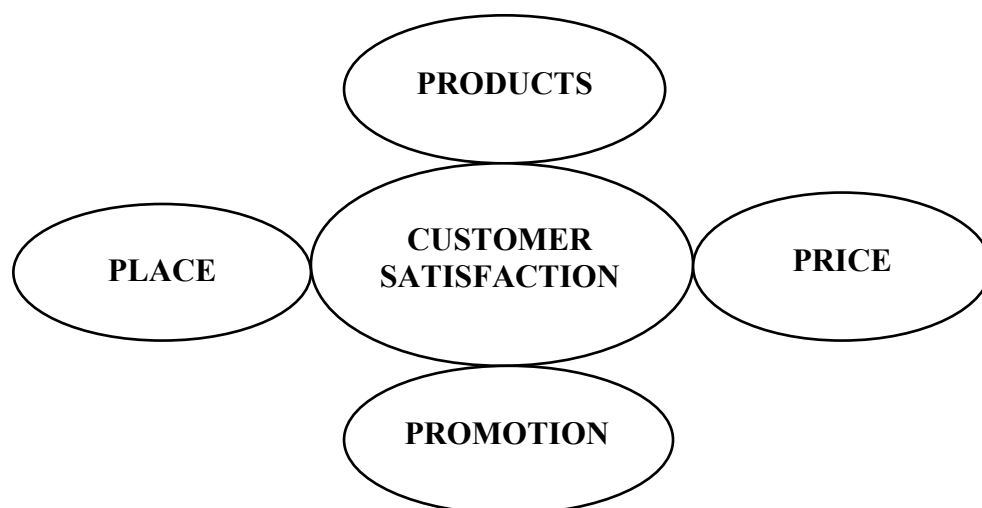 PRODUCTS
CUSTOMER
SATISFACTION
PLACE
PRICE
PROMOTION